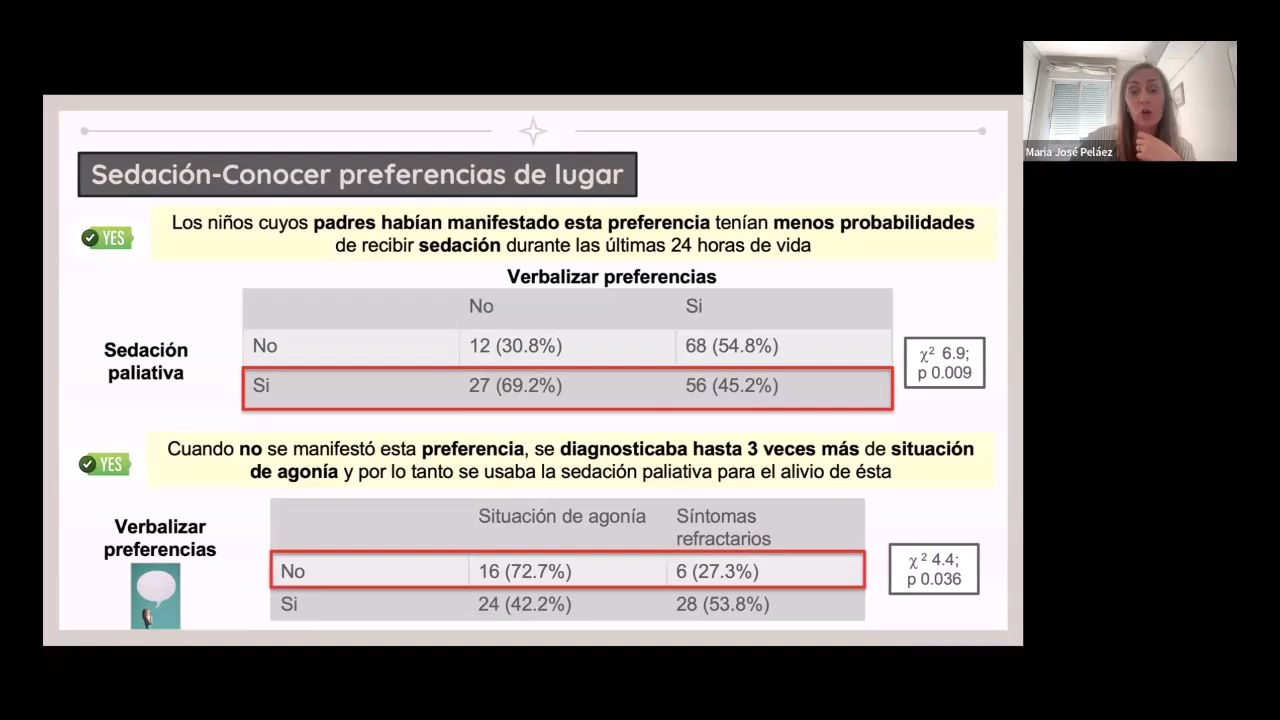 Maria José Peláez
Sedación-Conocer preferencias de lugar
YES
Los niños cuyos padres habían manifestado esta preferencia tenían menos probabilidades
de recibir sedación durante las últimas 24 horas de vida
Verbalizar preferencias
No Si
Sedación
paliativa
No 12 (30.8%) 68 (54.8%)
Si 27 (69.2%) 56 (45.2%)
χ² 6.9;
p 0.009
YES
Cuando no se manifestó esta preferencia, se diagnosticaba hasta 3 veces más de situación
de agonía y por lo tanto se usaba la sedación paliativa para el alivio de ésta
Verbalizar
preferencias
Situación de agonía Síntomas
refractarios
No 16 (72.7%) 6 (27.3%)
Si 24 (42.2%) 28 (53.8%)
χ ² 4.4;
p 0.036